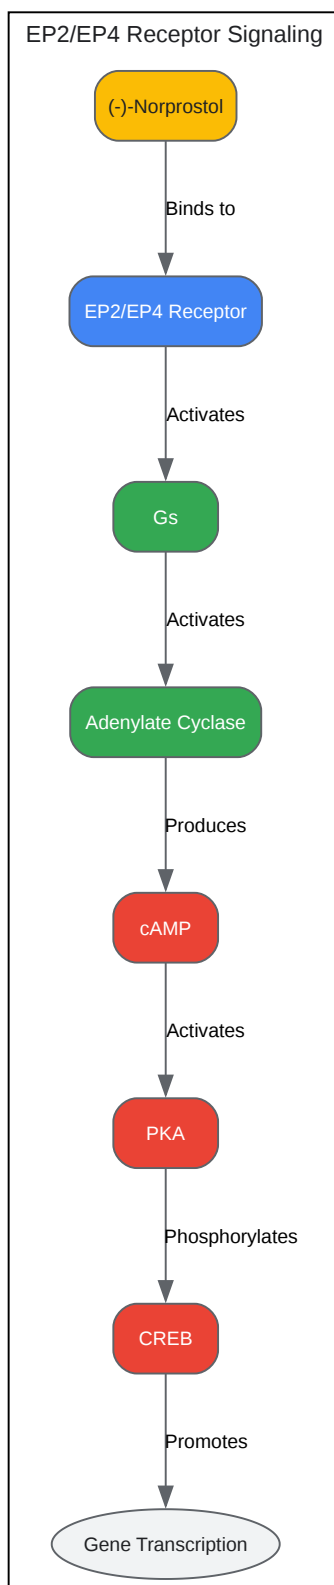 EP2/EP4 Receptor Signaling
(-)-Norprostol
Binds to
EP2/EP4 Receptor
Activates
Gs
Activates
Adenylate Cyclase
Produces
cAMP
Activates
PKA
Phosphorylates
CREB
Promotes
Gene Transcription